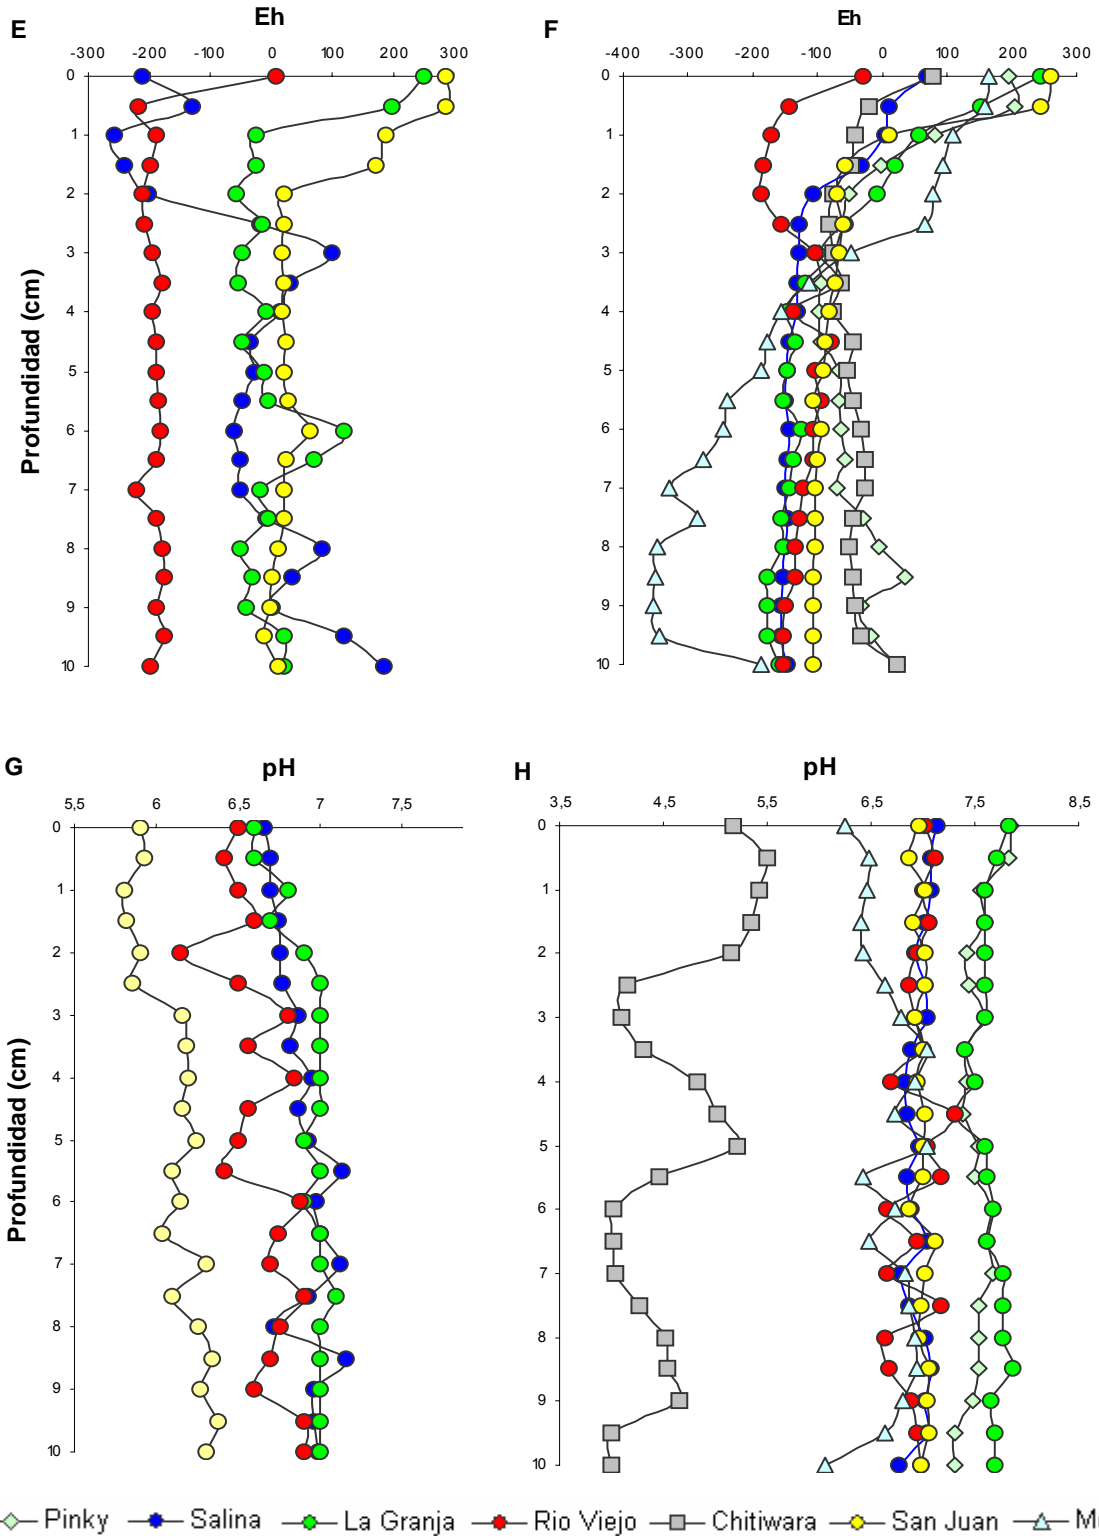 E
Eh
-300 -200 -100 0 100 200 300
0
1
2
3
4
5
6
7
8
9
10
Profundidad (cm)
F
Eh
-400 -300 -200 -100 0 100 200 300
0
1
2
3
4
5
6
7
8
9
10
G
pH
5,5 6 6,5 7 7,5
0
1
2
3
4
5
6
7
8
9
10
Profundidad (cm)
H
pH
3,5 4,5 5,5 6,5 7,5 8,5
0
1
2
3
4
5
6
7
8
9
10
Pinky Salina La Granja Rio Viejo Chitiwara San Juan